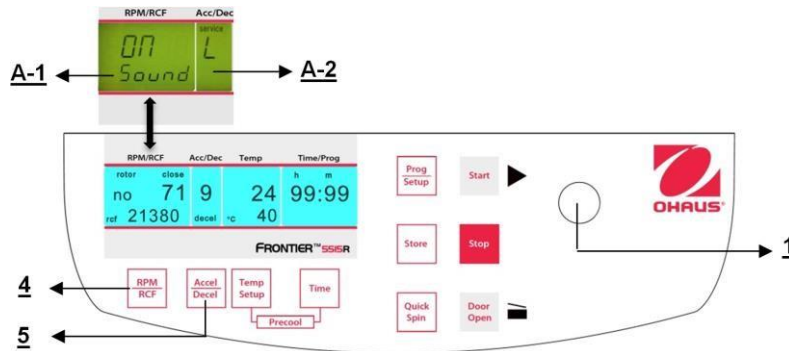 RPM/RCF Acc/Dec
service
ON L
Sound
A-1 A-2
RPM/RCF Acc/Dec Temp Time/Prog
rotor close h m
no 71 9 24 99:99
rcf 21380 decel °C 40
FRONTIER™ 5515R
RPM
RCF
Accel
Decel
Temp
Setup
Time
Precool
4
5
Prog
Setup
Start
Store
Stop
Quick
Spin
Door
Open
OHAUS®
1